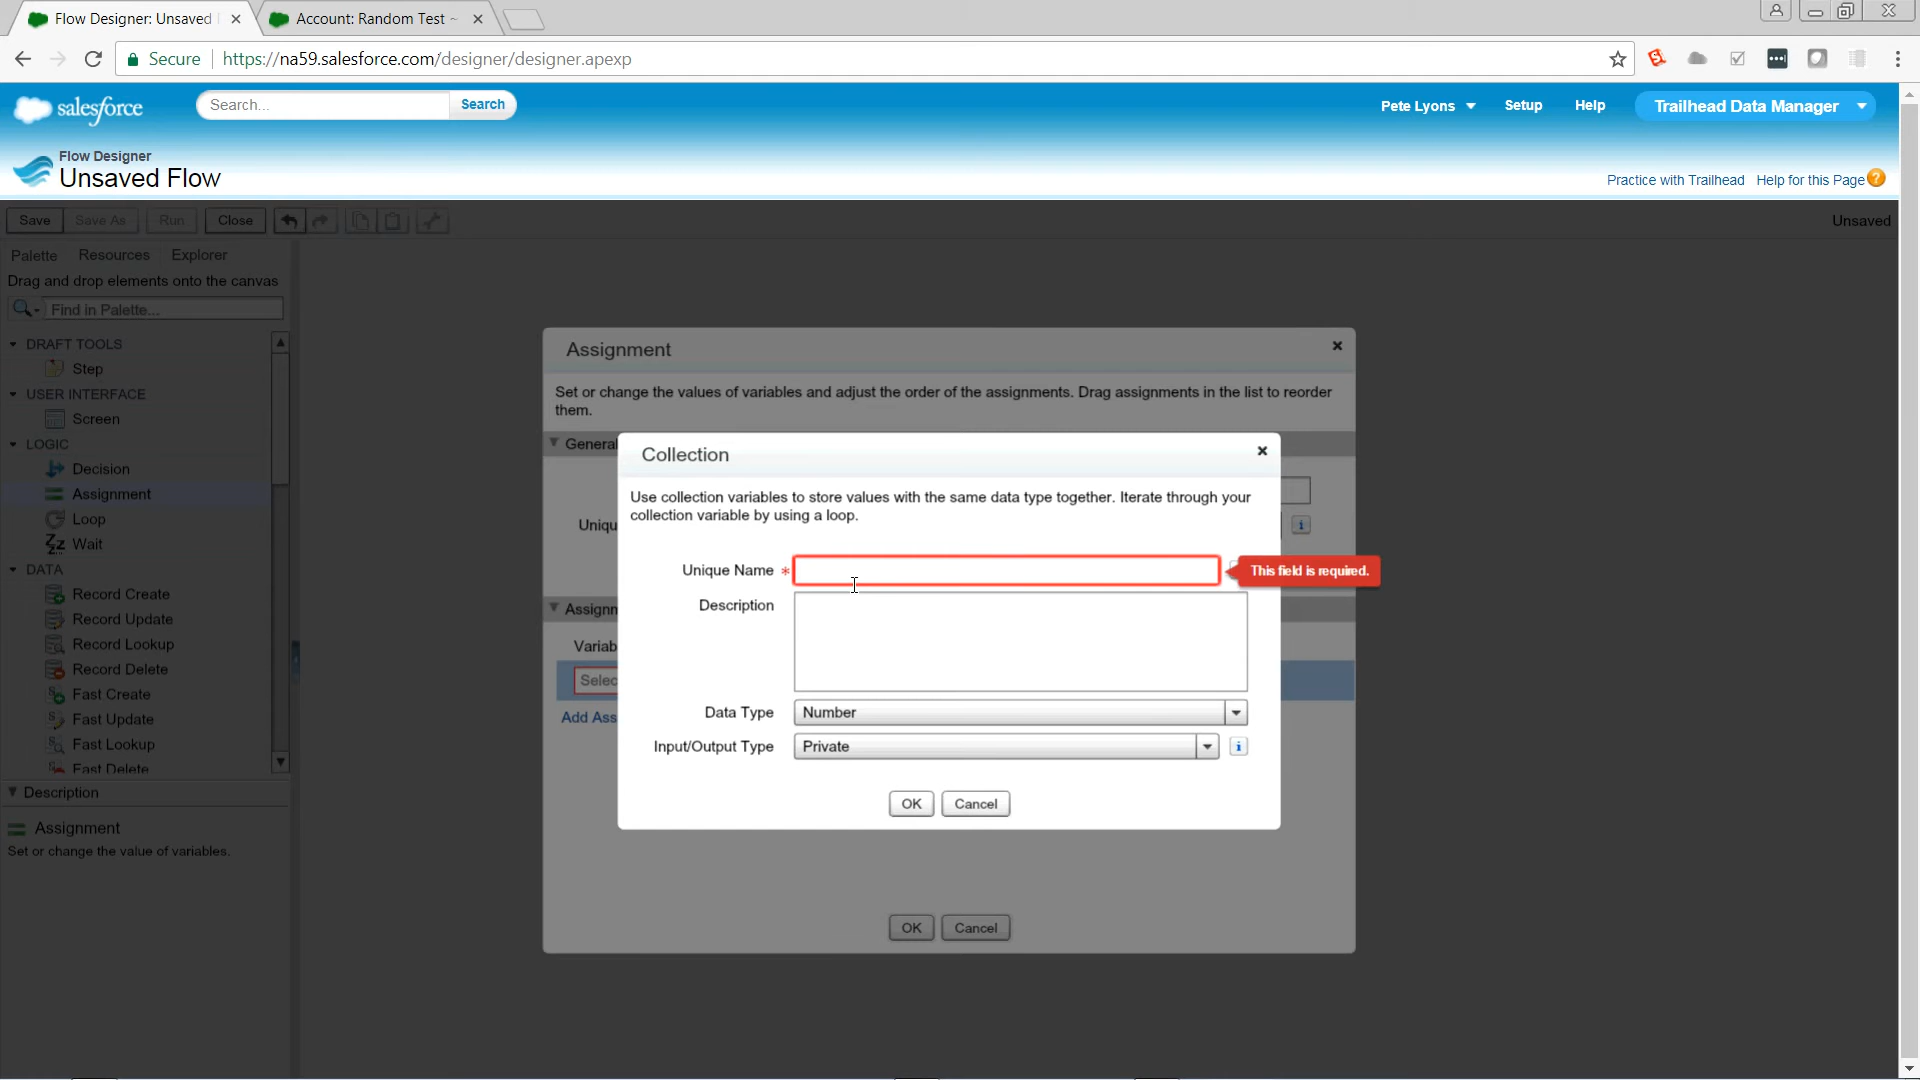 Flow Designer: Unsaved
Account: Random Test ~
Secure
https://na59.salesforce.com/designer/designer.apexp
salesforce
Search...
Search
Pete Lyons
Setup
Help
Trailhead Data Manager
Flow Designer
Unsaved Flow
Practice with Trailhead
Help for this Page
Save
Save As
Run
Close
Unsaved
Palette
Resources
Explorer
Drag and drop elements onto the canvas
Find in Palette...
DRAFT TOOLS
Step
USER INTERFACE
Screen
LOGIC
Decision
Assignment
Loop
Wait
DATA
Record Create
Record Update
Record Lookup
Record Delete
Fast Create
Fast Update
Fast Lookup
Fast Delete
Description
Assignment
Set or change the value of variables.
Assignment
Set or change the values of variables and adjust the order of the assignments. Drag assignments in the list to reorder
them.
General
Uniqu
Assignm
Variab
Selec
Add Ass
OK
Cancel
Collection
Use collection variables to store values with the same data type together. Iterate through your
collection variable by using a loop.
Unique Name *
This field is required.
Description
Data Type
Number
Input/Output Type
Private
OK
Cancel